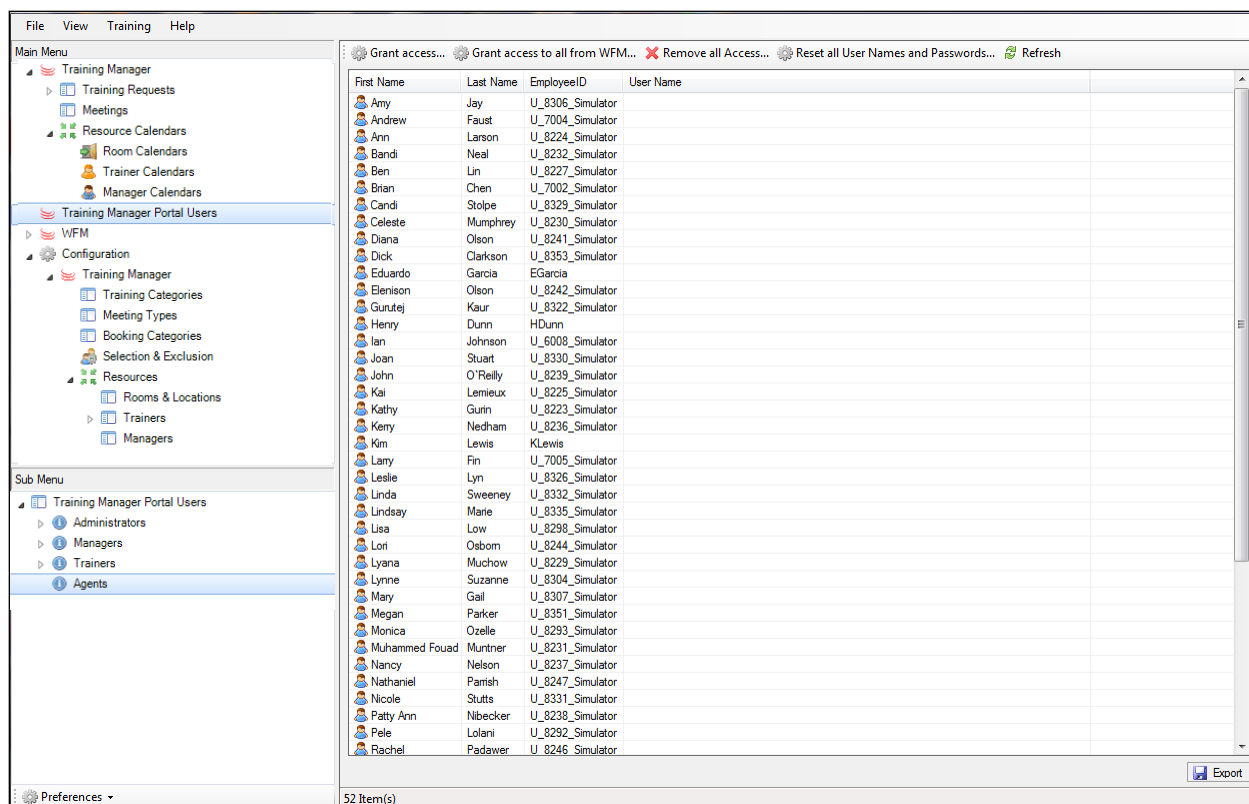 File View Training Help
Main Menu
Training Manager
Training Requests
Meetings
Resource Calendars
Room Calendars
Trainer Calendars
Manager Calendars
Training Manager Portal Users
WFM
Configuration
Training Manager
Training Categories
Meeting Types
Booking Categories
Selection & Exclusion
Resources
Rooms & Locations
Trainers
Managers
Sub Menu
Training Manager Portal Users
Administrators
Managers
Trainers
Agents
Preferences
Grant access... Grant access to all from WFM... Remove all Access... Reset all User Names and Passwords... Refresh
First Name Last Name EmployeeID User Name
Amy Jay U_8306_Simulator
Andrew Faust U_7004_Simulator
Ann Larson U_8224_Simulator
Bandi Neal U_8232_Simulator
Ben Lin U_8227_Simulator
Brian Chen U_7002_Simulator
Candi Stolpe U_8329_Simulator
Celeste Mumphrey U_8230_Simulator
Diana Olson U_8241_Simulator
Dick Clarkson U_8353_Simulator
Eduardo Garcia EGarcia
Elenison Olson U_8242_Simulator
Gurutej Kaur U_8322_Simulator
Henry Dunn HDunn
Ian Johnson U_6008_Simulator
Joan Stuart U_8330_Simulator
John O`Reilly U_8239_Simulator
Kai Lemieux U_8225_Simulator
Kathy Gurin U_8223_Simulator
Kerry Nedham U_8236_Simulator
Kim Lewis KLewis
Larry Fin U_7005_Simulator
Leslie Lyn U_8326_Simulator
Linda Sweeney U_8332_Simulator
Lindsay Marie U_8335_Simulator
Lisa Low U_8298_Simulator
Lori Osborn U_8244_Simulator
Lyana Muchow U_8229_Simulator
Lynne Suzanne U_8304_Simulator
Mary Gail U_8307_Simulator
Megan Parker U_8351_Simulator
Monica Ozelle U_8293_Simulator
Muhammed Fouad Muntner U_8231_Simulator
Nancy Nelson U_8237_Simulator
Nathaniel Parrish U_8247_Simulator
Nicole Stutts U_8331_Simulator
Patty Ann Nibecker U_8238_Simulator
Pele Lolani U_8292_Simulator
Rachel Padawer U_8246_Simulator
Export
52 Item(s)